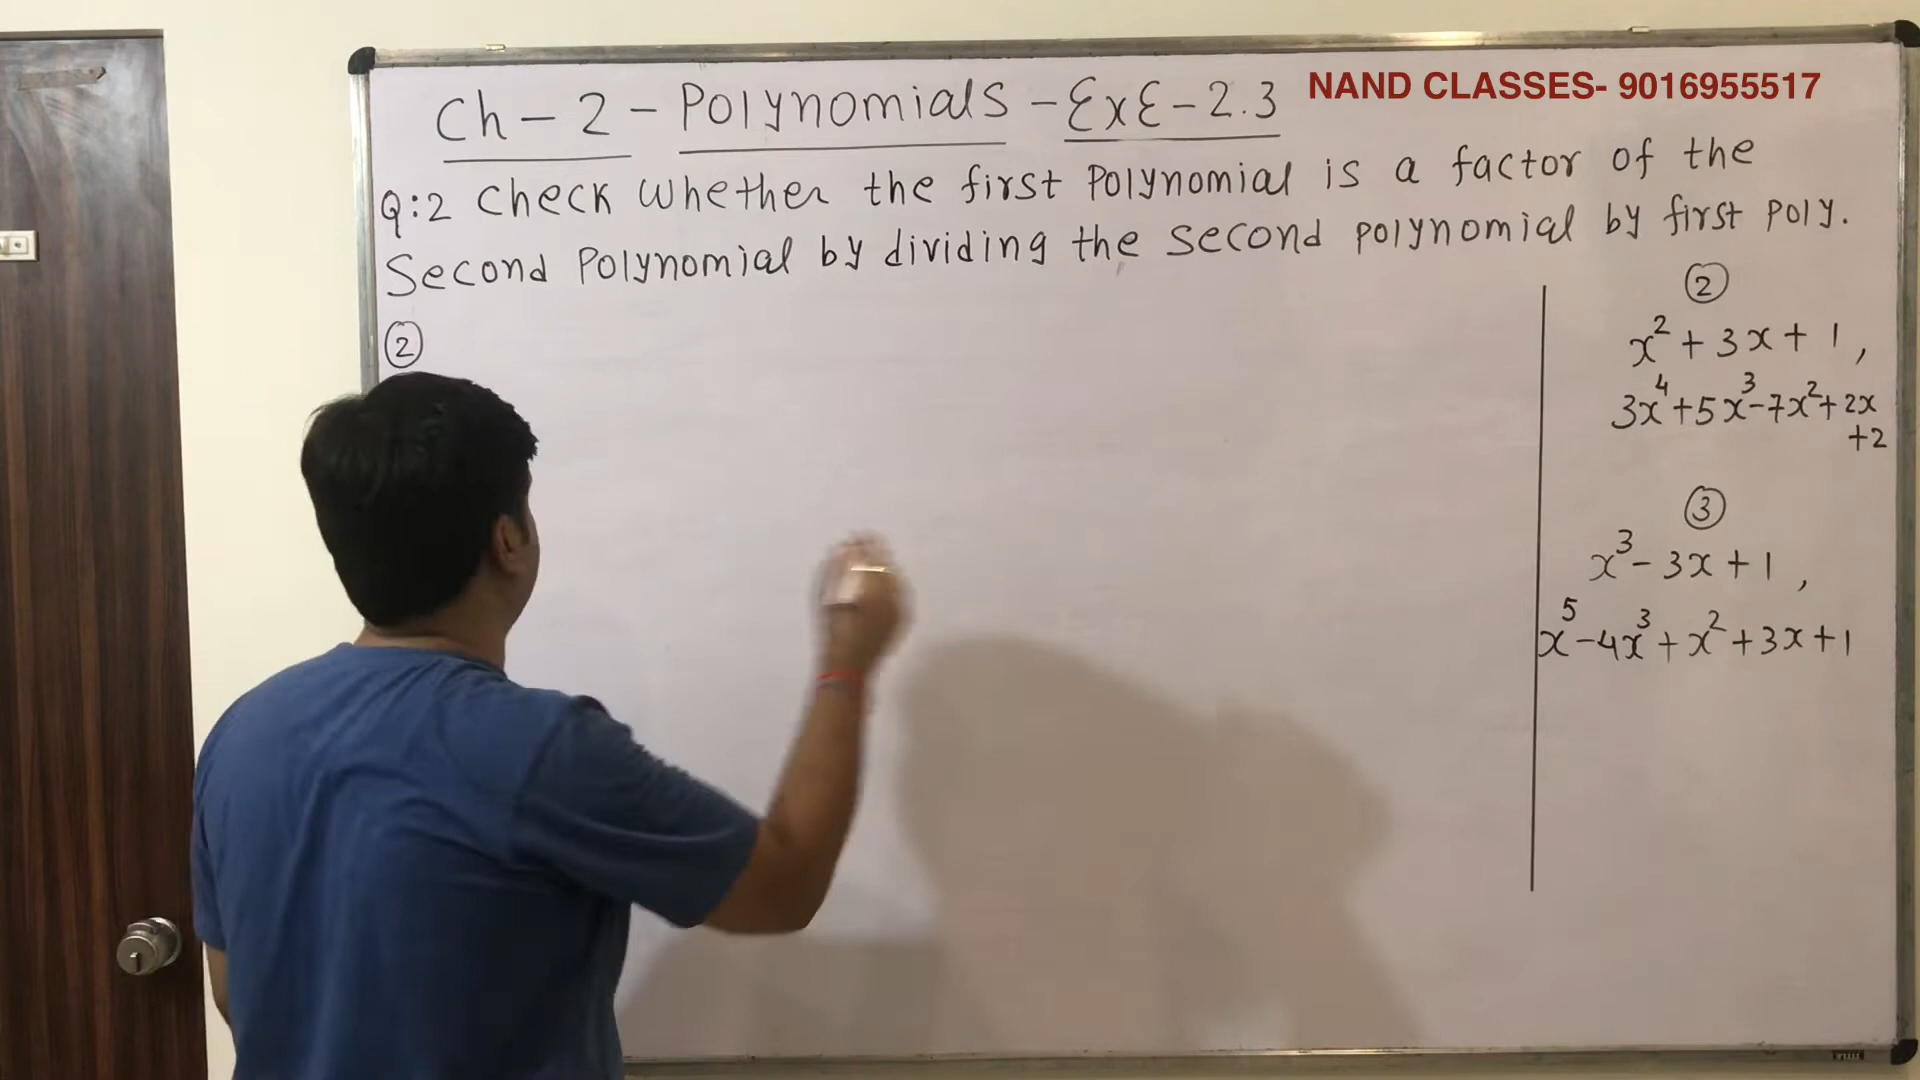 Ch-2-Polynomials-ExE-2.3
NAND CLASSES- 9016955517
Q:2 Check Whether the first Polynomial is a factor of the
Second Polynomial by dividing the second polynomial by first poly.
②
②
x²+3x+1,
3x⁴+5x³-7x²+2x
+2
③
x³-3x+1,
x⁵-4x³+x²+3x+1